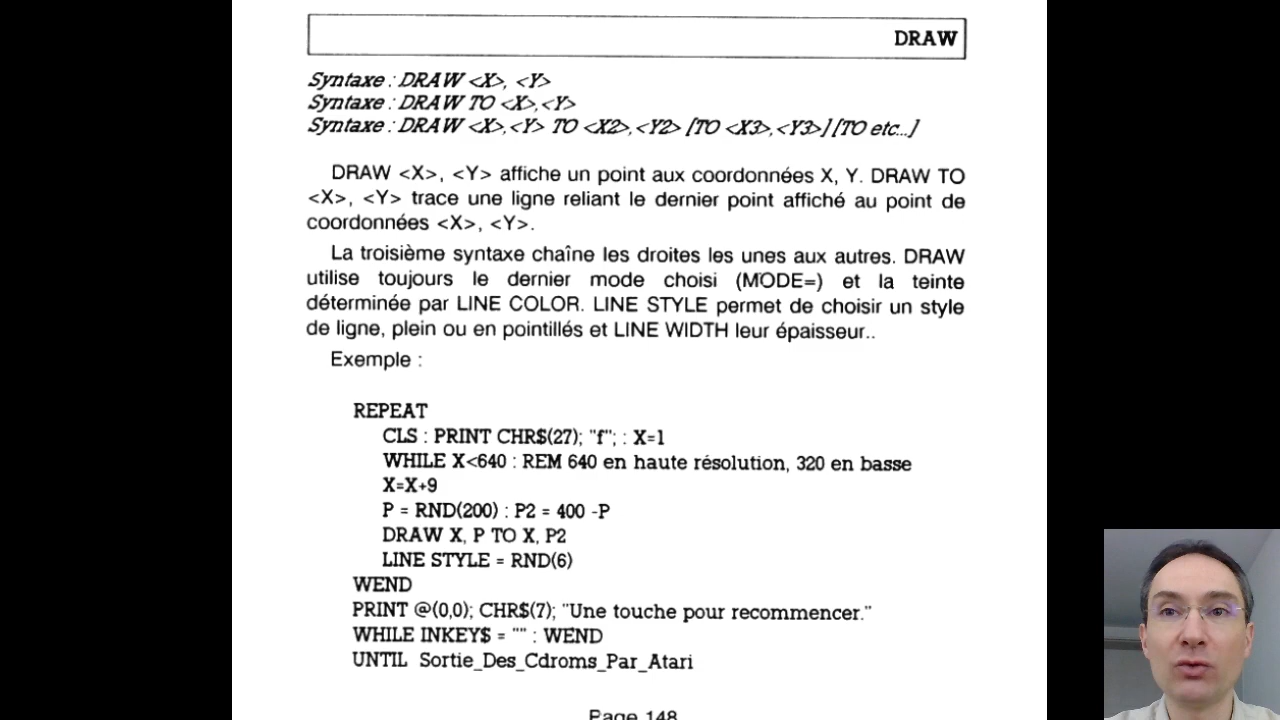 DRAW
Syntaxe : DRAW <X>, <Y>
Syntaxe : DRAW TO <X>,<Y>
Syntaxe : DRAW <X>,<Y> TO <X2>,<Y2> [TO <X3>,<Y3>] [TO etc...]
DRAW <X>, <Y> affiche un point aux coordonnées X, Y. DRAW TO
<X>, <Y> trace une ligne reliant le dernier point affiché au point de
coordonnées <X>, <Y>.
La troisième syntaxe chaîne les droites les unes aux autres. DRAW
utilise toujours le dernier mode choisi (MODE=) et la teinte
déterminée par LINE COLOR. LINE STYLE permet de choisir un style
de ligne, plein ou en pointillés et LINE WIDTH leur épaisseur..
Exemple :
REPEAT
CLS : PRINT CHR$(27); "f"; : X=1
WHILE X<640 : REM 640 en haute résolution, 320 en basse
X=X+9
P = RND(200) : P2 = 400 -P
DRAW X, P TO X, P2
LINE STYLE = RND(6)
WEND
PRINT @(0,0); CHR$(7); "Une touche pour recommencer."
WHILE INKEY$ = "" : WEND
UNTIL Sortie_Des_Cdroms_Par_Atari
Page 148